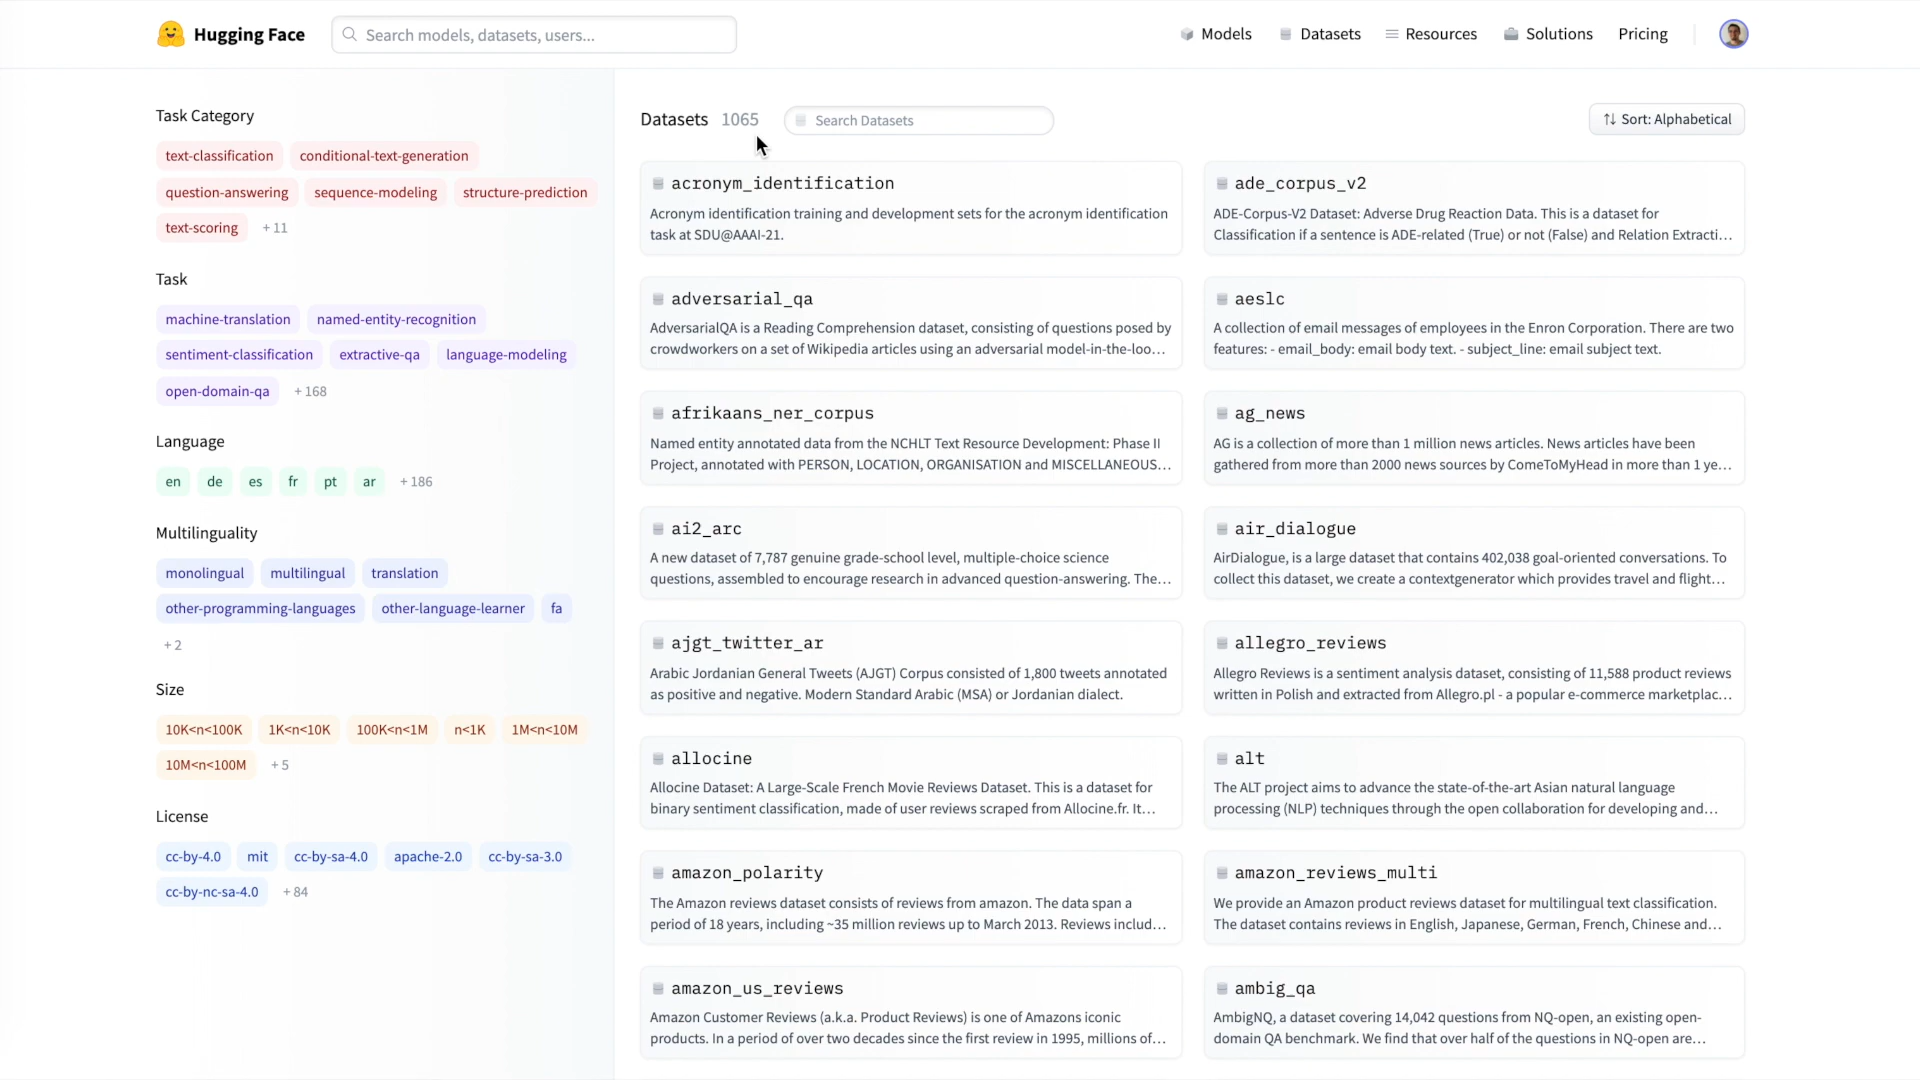 Hugging Face
Search models, datasets, users...
Models
Datasets
Resources
Solutions
Pricing
Task Category
text-classification conditional-text-generation
question-answering sequence-modeling structure-prediction
text-scoring + 11
Task
machine-translation named-entity-recognition
sentiment-classification extractive-qa language-modeling
open-domain-qa + 168
Language
en de es fr pt ar + 186
Multilinguality
monolingual multilingual translation
other-programming-languages other-language-learner fa
+ 2
Size
10K<n<100K 1K<n<10K 100K<n<1M n<1K 1M<n<10M
10M<n<100M + 5
License
cc-by-4.0 mit cc-by-sa-4.0 apache-2.0 cc-by-sa-3.0
cc-by-nc-sa-4.0 + 84
Datasets 1065
Search Datasets
Sort: Alphabetical
acronym_identification
Acronym identification training and development sets for the acronym identification
task at SDU@AAAI-21.
ade_corpus_v2
ADE-Corpus-V2 Dataset: Adverse Drug Reaction Data. This is a dataset for
Classification if a sentence is ADE-related (True) or not (False) and Relation Extracti…
adversarial_qa
AdversarialQA is a Reading Comprehension dataset, consisting of questions posed by
crowdworkers on a set of Wikipedia articles using an adversarial model-in-the-loo…
aeslc
A collection of email messages of employees in the Enron Corporation. There are two
features: - email_body: email body text. - subject_line: email subject text.
afrikaans_ner_corpus
Named entity annotated data from the NCHLT Text Resource Development: Phase II
Project, annotated with PERSON, LOCATION, ORGANISATION and MISCELLANEOUS…
ag_news
AG is a collection of more than 1 million news articles. News articles have been
gathered from more than 2000 news sources by ComeToMyHead in more than 1 ye…
ai2_arc
A new dataset of 7,787 genuine grade-school level, multiple-choice science
questions, assembled to encourage research in advanced question-answering. The…
air_dialogue
AirDialogue, is a large dataset that contains 402,038 goal-oriented conversations. To
collect this dataset, we create a contextgenerator which provides travel and flight…
ajgt_twitter_ar
Arabic Jordanian General Tweets (AJGT) Corpus consisted of 1,800 tweets annotated
as positive and negative. Modern Standard Arabic (MSA) or Jordanian dialect.
allegro_reviews
Allegro Reviews is a sentiment analysis dataset, consisting of 11,588 product reviews
written in Polish and extracted from Allegro.pl - a popular e-commerce marketplac…
allocine
Allocine Dataset: A Large-Scale French Movie Reviews Dataset. This is a dataset for
binary sentiment classification, made of user reviews scraped from Allocine.fr. It…
alt
The ALT project aims to advance the state-of-the-art Asian natural language
processing (NLP) techniques through the open collaboration for developing and…
amazon_polarity
The Amazon reviews dataset consists of reviews from amazon. The data span a
period of 18 years, including ~35 million reviews up to March 2013. Reviews includ…
amazon_reviews_multi
We provide an Amazon product reviews dataset for multilingual text classification.
The dataset contains reviews in English, Japanese, German, French, Chinese and…
amazon_us_reviews
Amazon Customer Reviews (a.k.a. Product Reviews) is one of Amazons iconic
products. In a period of over two decades since the first review in 1995, millions of…
ambig_qa
AmbigNQ, a dataset covering 14,042 questions from NQ-open, an existing open-
domain QA benchmark. We find that over half of the questions in NQ-open are…